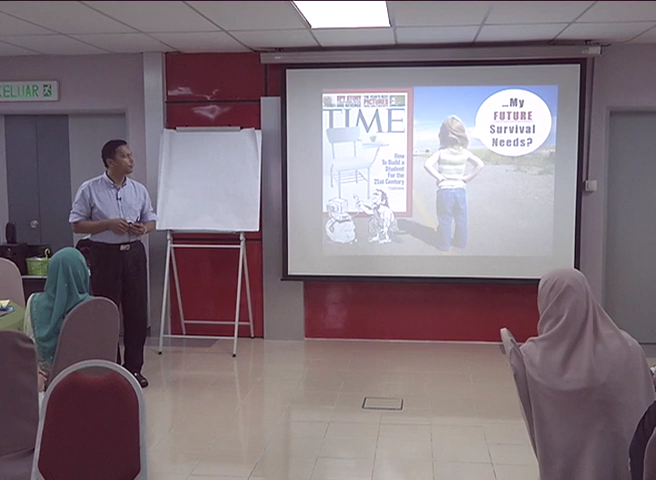 KELUAR
TIME
How
To Build a
Student
For the
21st Century
...My
FUTURE
Survival
Needs?